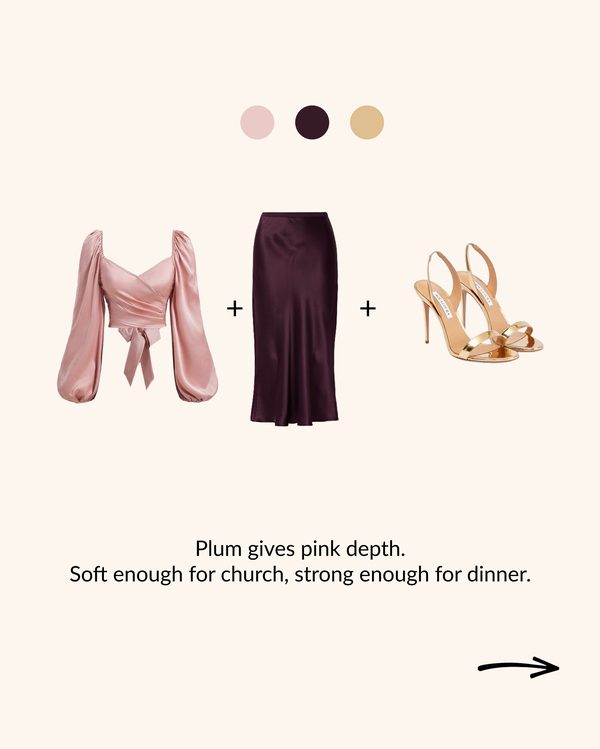 +
+
Plum gives pink depth.
Soft enough for church, strong enough for dinner.